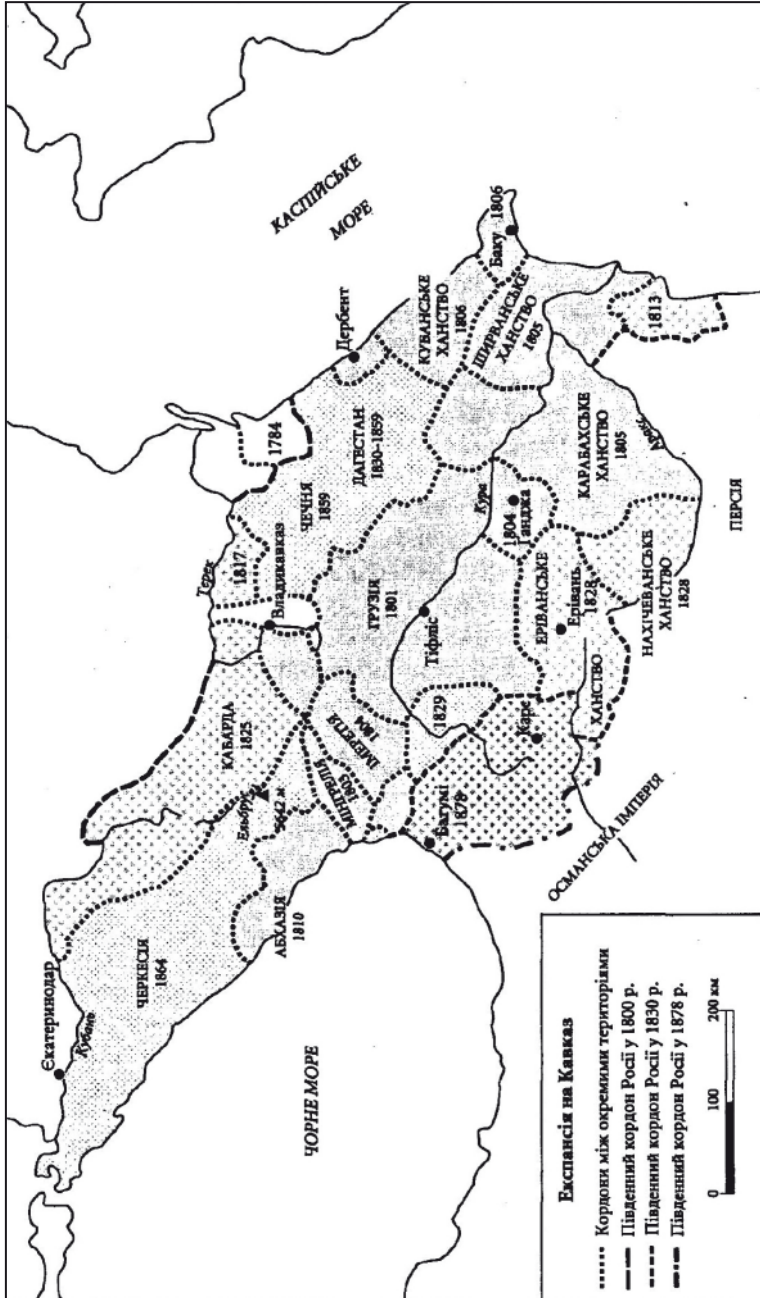 КАСПІЙСЬКЕ
МОРЕ
Баку 1806
ШИРВАНСЬКЕ
ХАНСТВО
1805
КУБАНСЬКЕ
ХАНСТВО
1806
1813
Дербент
1784
ДАГЕСТАН
1830–1859
ЧЕЧНЯ
1859
КАРАБАХСЬКЕ
ХАНСТВО
1805
Аракс
Кура
1804
Ганджа
ПЕРСІЯ
Терек
1817
Владикавказ
ГРУЗІЯ
1801
Тіфліс
ЕРІВАНСЬКЕ
Ерівань
1828
ХАНСТВО
НАХІЧЕВАНСЬКЕ
ХАНСТВО
1828
КАБАРДА
1825
ІМЕРЕТІЯ
1804
1829
МІНГРЕЛІЯ
1803
Карс
Ельбрус
5642 м
Батумі
1878
ОСМАНСЬКА ІМПЕРІЯ
АБХАЗІЯ
1810
ЧЕРКЕСІЯ
1864
Єкатеринодар
Кубань
ЧОРНЕ МОРЕ
Експансія на Кавказ
Кордони між окремими територіями
Південний кордон Росії у 1800 р.
Південний кордон Росії у 1830 р.
Південний кордон Росії у 1878 р.
0 100 200 км